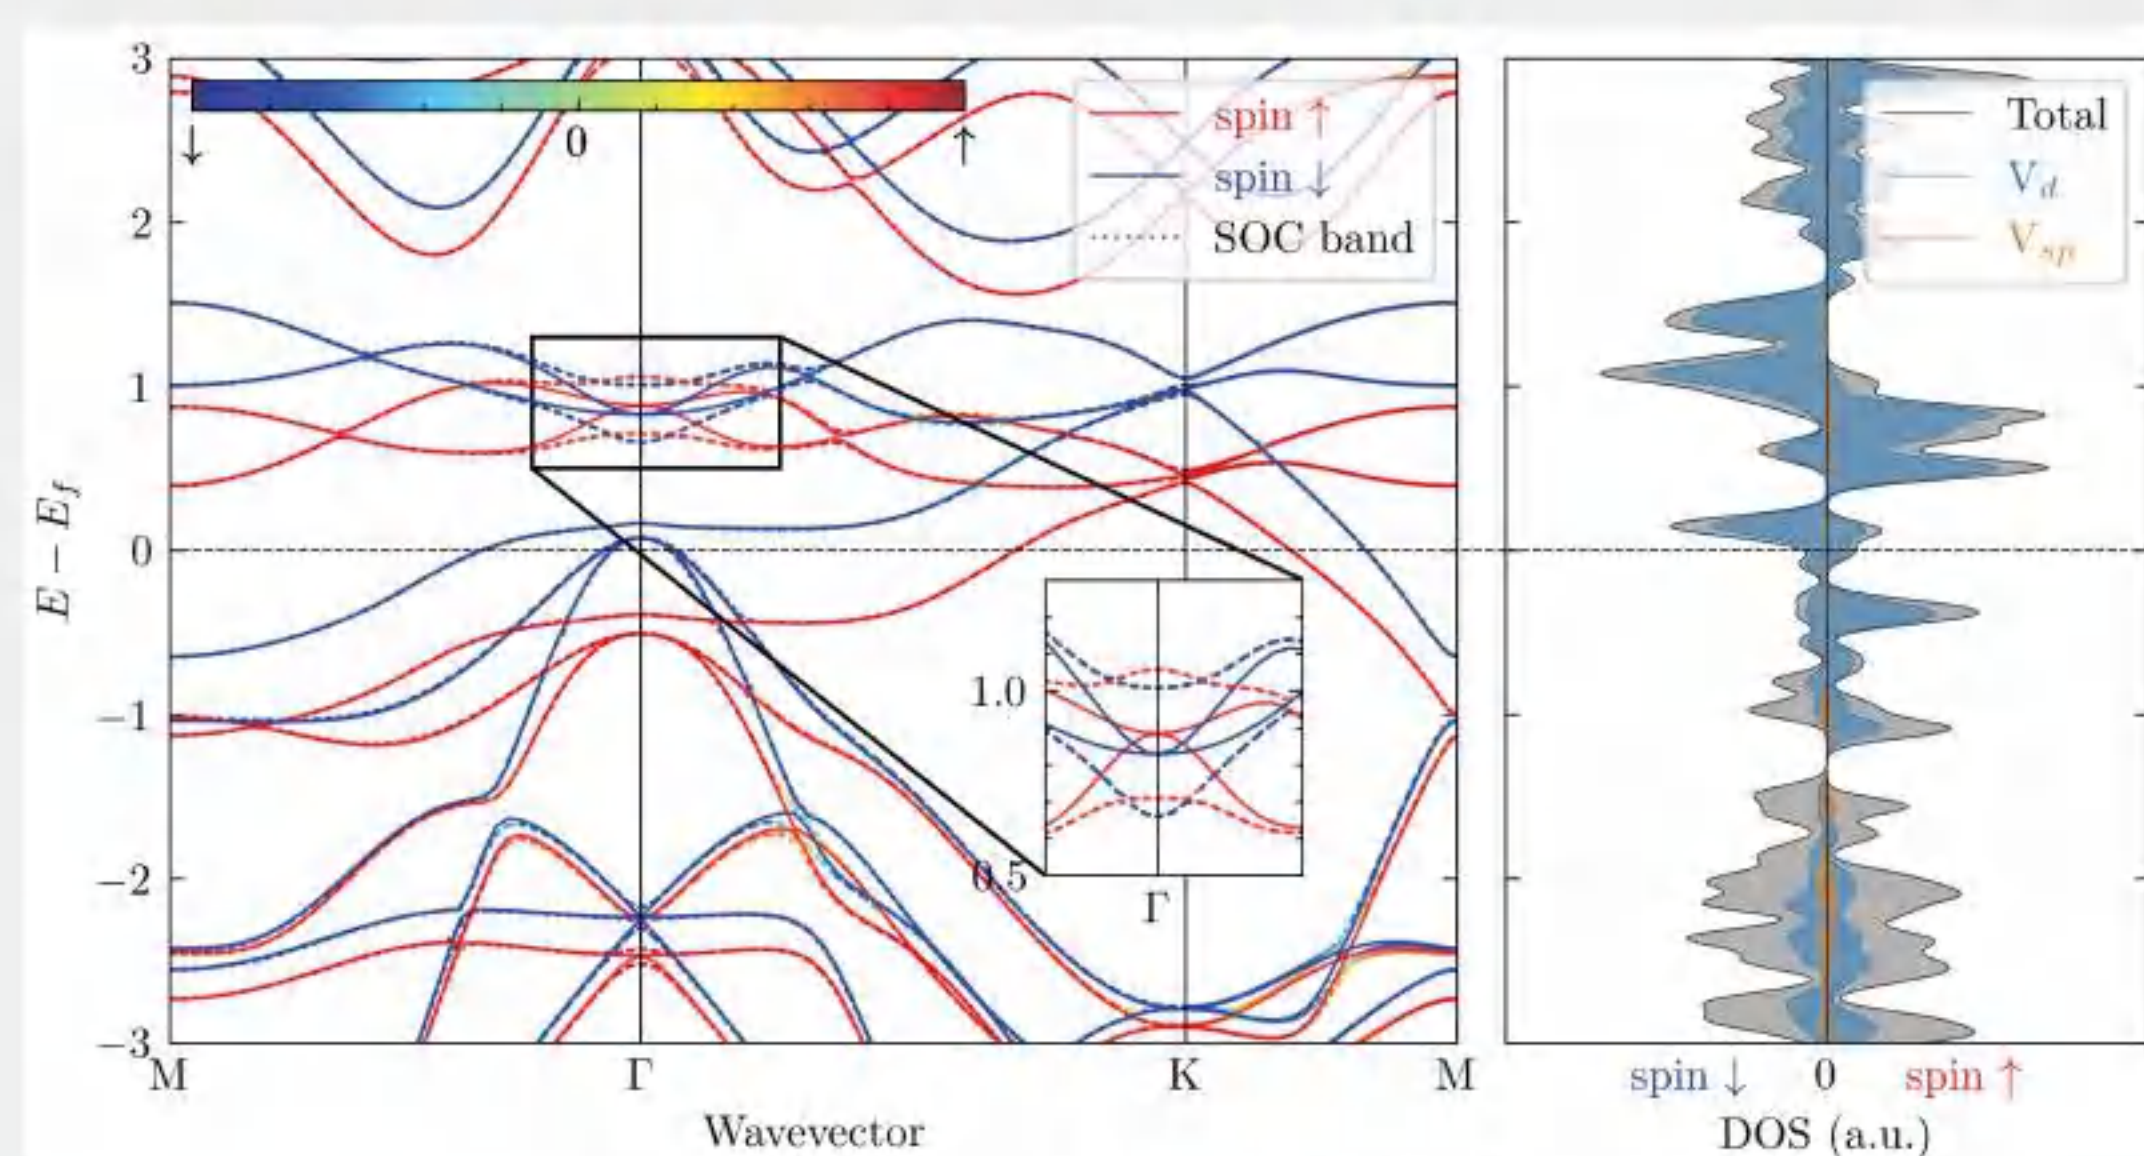 3
2
1
0
−1
−2
−3
E − E_f
↓ 0 ↑
spin ↑
spin ↓
SOC band
1.0
0.5
Γ
M Γ K M
Wavevector
Total
V_d
V_sp
spin ↓ 0 spin ↑
DOS (a.u.)